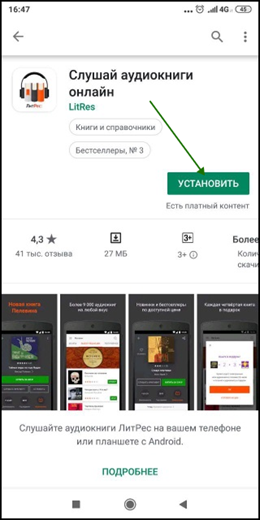 16:47
4G
45
ЛитРес:
Слушай аудиокниги
онлайн
LitRes
Книги и справочники
Бестселлеры, № 3
УСТАНОВИТЬ
Есть платный контент
4,3 ★
3+
Более
41 тыс. отзыва
27 МБ
3+
Колич
скачи
Новая книга
Пелевина
Более 9 000 аудиокниг
на любой вкус
Новинки и бестселлеры
по доступной цене
Каждая четвёртая книга
в подарок
Слушайте аудиокниги ЛитРес на вашем телефоне
или планшете с Android.
ПОДРОБНЕЕ